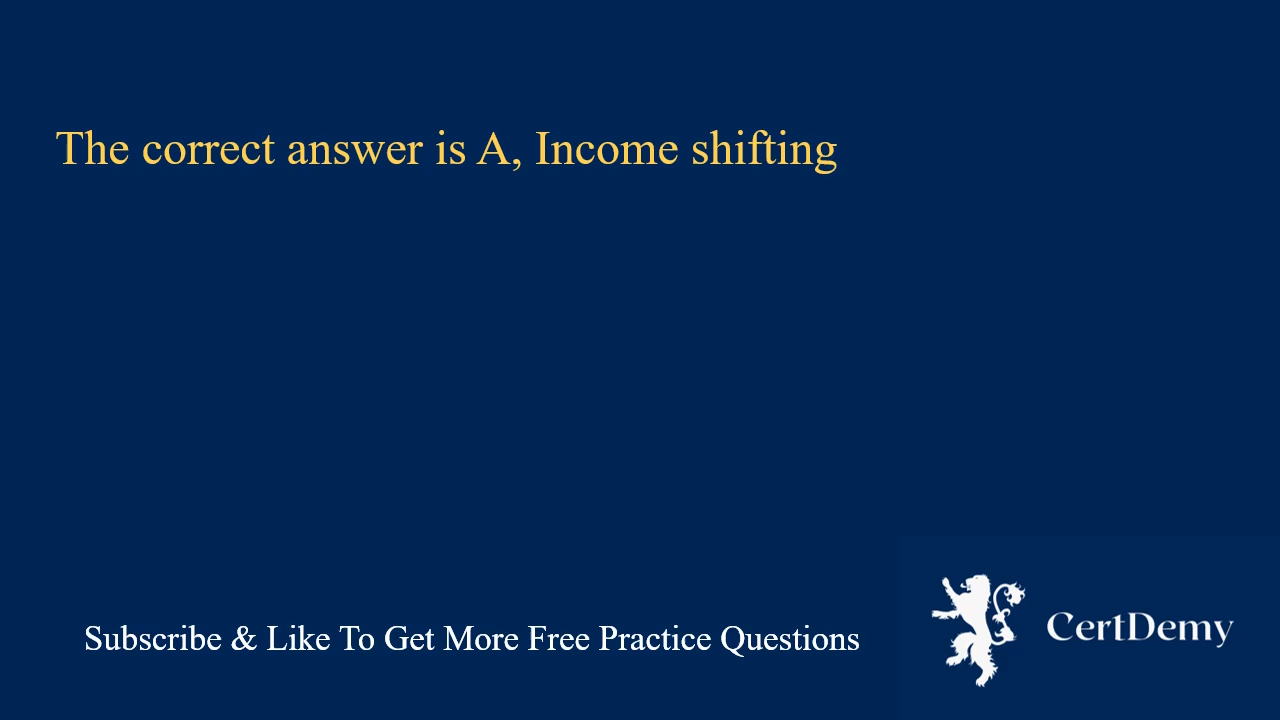 The correct answer is A, Income shifting
Subscribe & Like To Get More Free Practice Questions
CertDemy